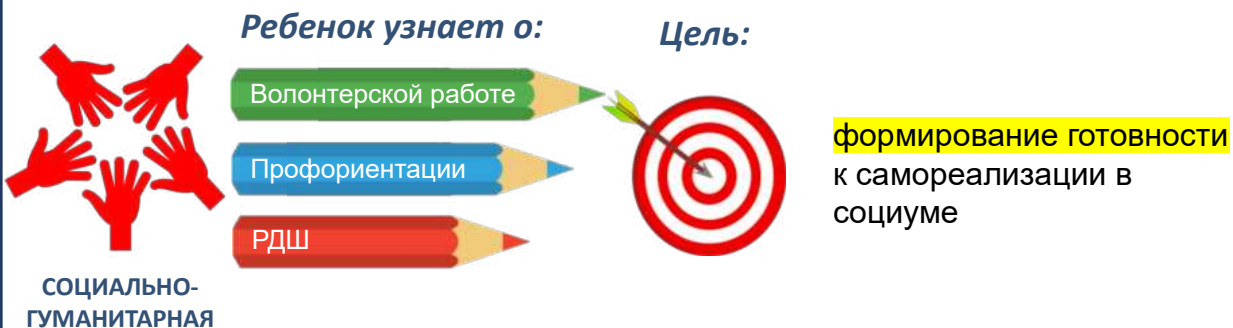 Ребенок узнает о:
Цель:
Волонтерской работе
Профориентации
РДШ
формирование готовности
к самореализации в
социуме
СОЦИАЛЬНО-
ГУМАНИТАРНАЯ